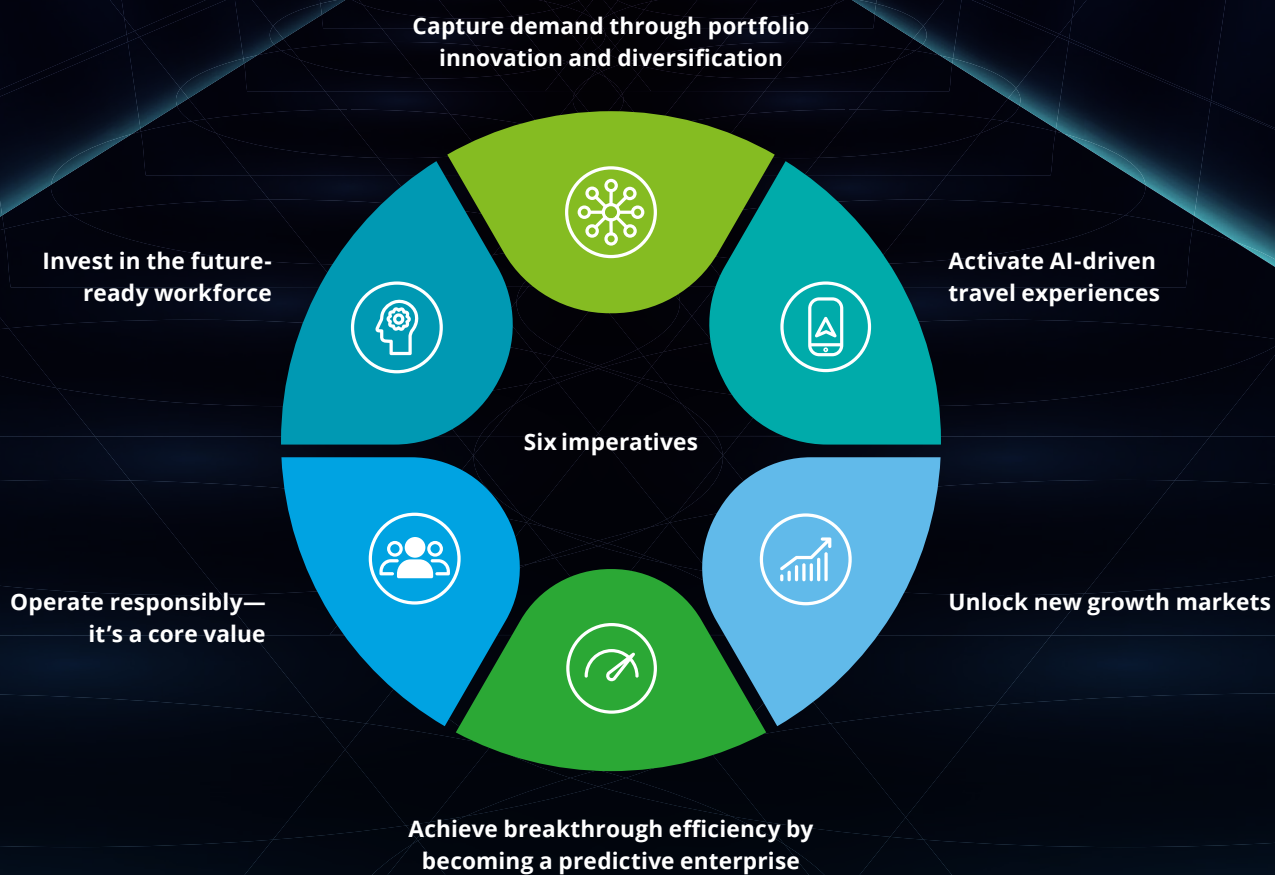 Capture demand through portfolio
innovation and diversification
Activate AI-driven
travel experiences
Unlock new growth markets
Achieve breakthrough efficiency by
becoming a predictive enterprise
Operate responsibly—
it’s a core value
Invest in the future-
ready workforce
Six imperatives